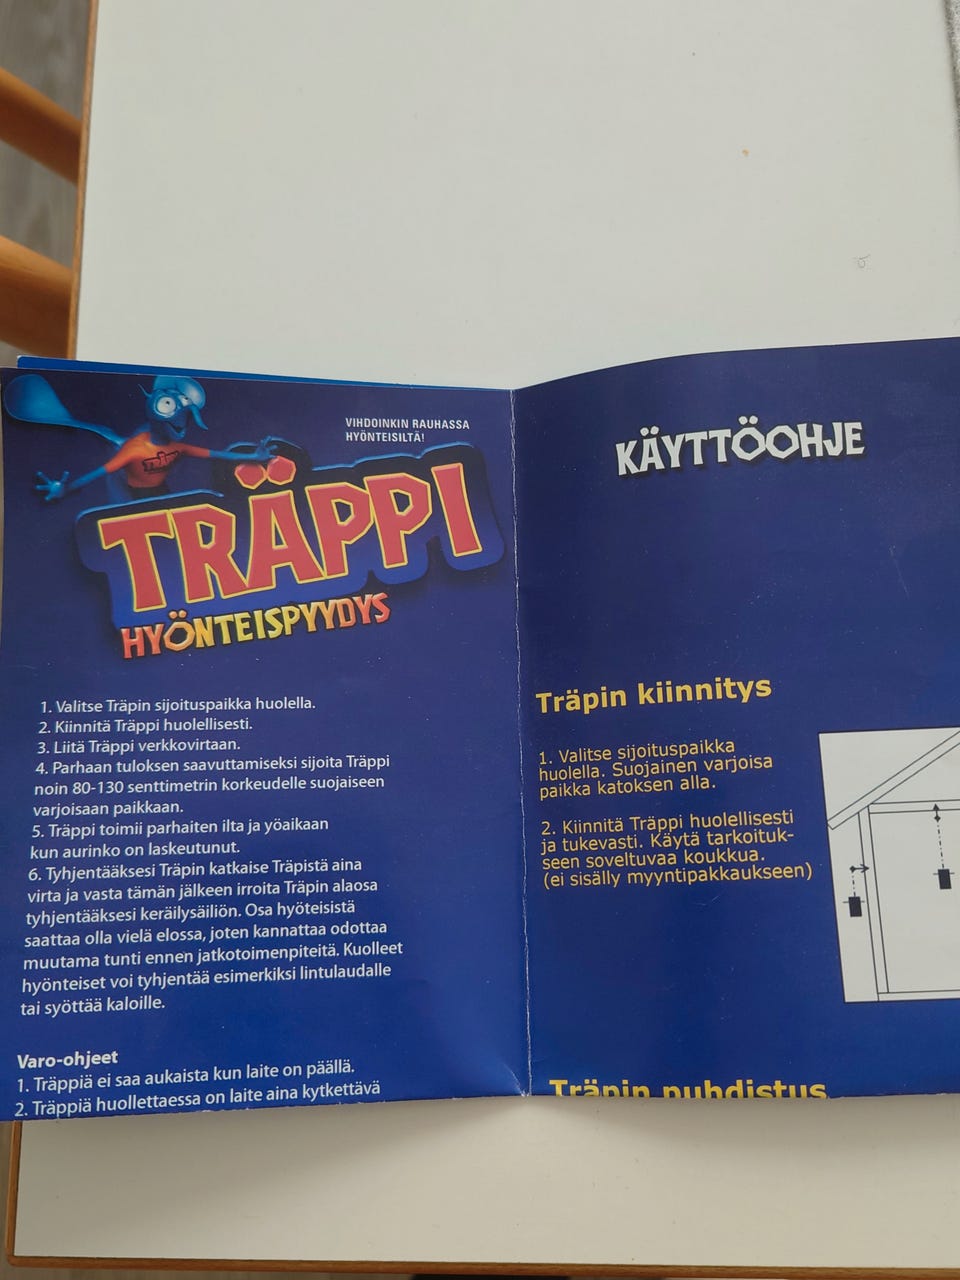 VIHDOINKIN RAUHASSA
HYÖNTEISILTÄ!
TRÄPPI
HYÖNTEISPYYDYS
1. Valitse Träpin sijoituspaikka huolella.
2. Kiinnitä Träppi huolellisesti.
3. Liitä Träppi verkkovirtaan.
4. Parhaan tuloksen saavuttamiseksi sijoita Träppi
noin 80-130 senttimetrin korkeudelle suojaiseen
varjoisaan paikkaan.
5. Träppi toimii parhaiten ilta ja yöaikaan
kun aurinko on laskeutunut.
6. Tyhjentääksesi Träpin katkaise Träpistä aina
virta ja vasta tämän jälkeen irroita Träpin alaosa
tyhjentääksesi keräilysäiliön. Osa hyöteisistä
saattaa olla vielä elossa, joten kannattaa odottaa
muutama tunti ennen jatkotoimenpiteitä. Kuolleet
hyönteiset voi tyhjentää esimerkiksi lintulaudalle
tai syöttää kaloille.
Varo-ohjeet
1. Träppiä ei saa aukaista kun laite on päällä.
2. Träppiä huollettaessa on laite aina kytkettävä
KÄYTTÖOHJE
Träpin kiinnitys
1. Valitse sijoituspaikka
huolella. Suojainen varjoisa
paikka katoksen alla.
2. Kiinnitä Träppi huolellisesti
ja tukevasti. Käytä tarkoituk-
seen soveltuvaa koukkua.
(ei sisälly myyntipakkaukseen)
Träpin puhdistus